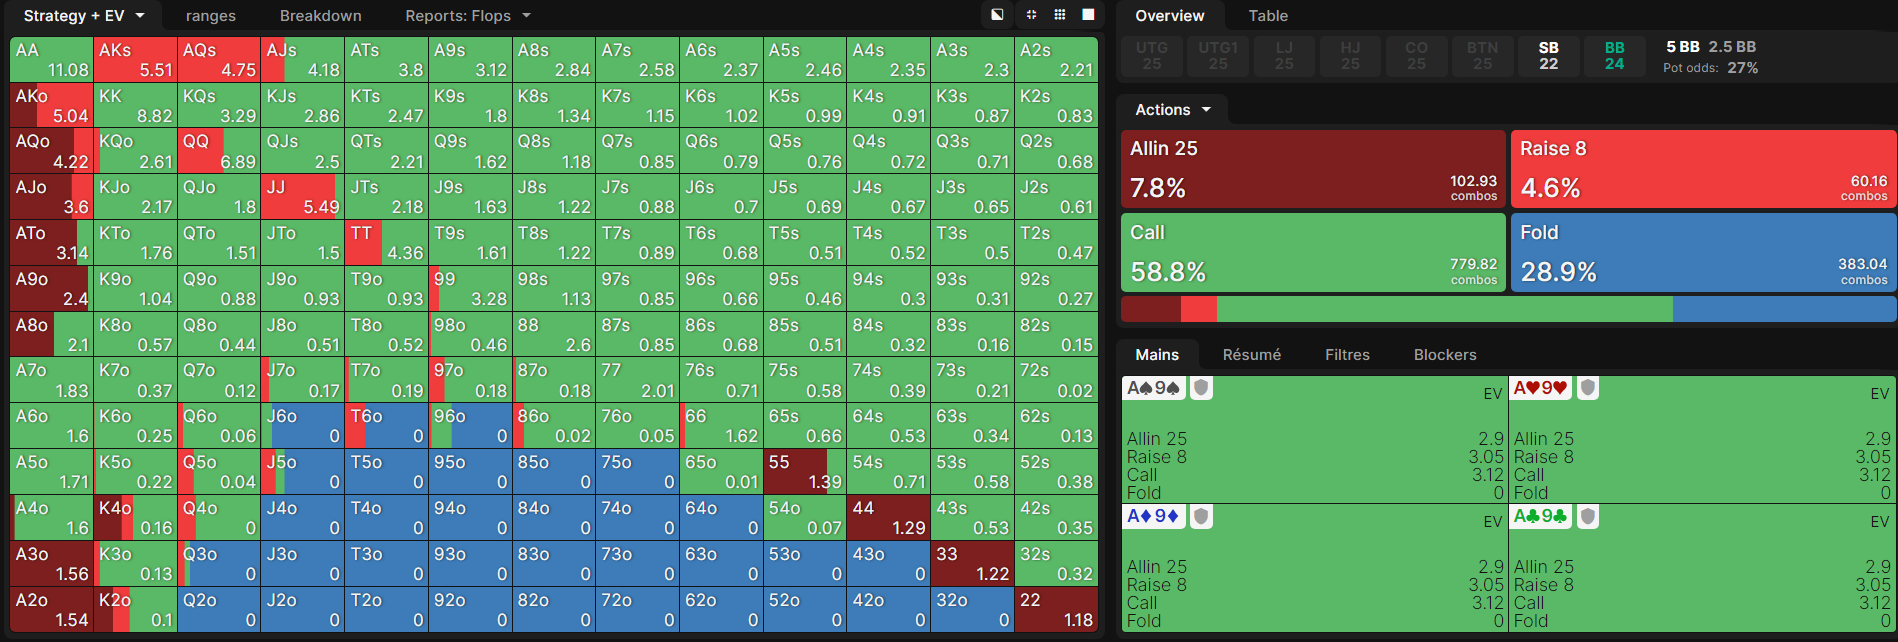 Strategy + EV ranges Breakdown Reports: Flops
AA AKs AQs AJs ATs A9s A8s A7s A6s A5s A4s A3s A2s
11.08 5.51 4.75 4.18 3.8 3.12 2.84 2.58 2.37 2.46 2.35 2.3 2.21
AKo KK KQs KJs KTs K9s K8s K7s K6s K5s K4s K3s K2s
5.04 8.82 3.29 2.86 2.47 1.8 1.34 1.15 1.02 0.99 0.91 0.87 0.83
AQo KQo QQ QJs QTs Q9s Q8s Q7s Q6s Q5s Q4s Q3s Q2s
4.22 2.61 6.89 2.5 2.21 1.62 1.18 0.85 0.79 0.76 0.72 0.71 0.68
AJo KJo QJo JJ JTs J9s J8s J7s J6s J5s J4s J3s J2s
3.6 2.17 1.8 5.49 2.18 1.63 1.22 0.88 0.7 0.69 0.67 0.65 0.61
ATo KTo QTo JTo TT T9s T8s T7s T6s T5s T4s T3s T2s
3.14 1.76 1.51 1.5 4.36 1.61 1.22 0.89 0.68 0.51 0.52 0.5 0.47
A9o K9o Q9o J9o T9o 99 98s 97s 96s 95s 94s 93s 92s
2.4 1.04 0.88 0.93 0.93 3.28 1.13 0.85 0.66 0.46 0.3 0.31 0.27
A8o K8o Q8o J8o T8o 98o 88 87s 86s 85s 84s 83s 82s
2.1 0.57 0.44 0.51 0.52 0.46 2.6 0.85 0.68 0.51 0.32 0.16 0.15
A7o K7o Q7o J7o T7o 97o 87o 77 76s 75s 74s 73s 72s
1.83 0.37 0.12 0.17 0.19 0.18 0.18 2.01 0.71 0.58 0.39 0.21 0.02
A6o K6o Q6o J6o T6o 96o 86o 76o 66 65s 64s 63s 62s
1.6 0.25 0.06 0 0 0 0.02 0.05 1.62 0.66 0.53 0.34 0.13
A5o K5o Q5o J5o T5o 95o 85o 75o 65o 55 54s 53s 52s
1.71 0.22 0.04 0 0 0 0 0 0.01 1.39 0.71 0.58 0.38
A4o K4o Q4o J4o T4o 94o 84o 74o 64o 54o 44 43s 42s
1.6 0.16 0 0 0 0 0 0 0 0.07 1.29 0.53 0.35
A3o K3o Q3o J3o T3o 93o 83o 73o 63o 53o 43o 33 32s
1.56 0.13 0 0 0 0 0 0 0 0 0 1.22 0.32
A2o K2o Q2o J2o T2o 92o 82o 72o 62o 52o 42o 32o 22
1.54 0.1 0 0 0 0 0 0 0 0 0 0 1.18
Overview Table
UTG UTG1 LJ HJ CO BTN SB BB 5 BB 2.5 BB
25 25 25 25 25 25 22 24 Pot odds: 27%
Actions
Allin 25 Raise 8
7.8% 102.93 combos 4.6% 60.16 combos
Call Fold
58.8% 779.82 combos 28.9% 383.04 combos
Mains Résumé Filtres Blockers
A♠9♠ EV A♥9♥ EV
Allin 25 2.9 Allin 25 2.9
Raise 8 3.05 Raise 8 3.05
Call 3.12 Call 3.12
Fold 0 Fold 0
A♦9♦ EV A♣9♣ EV
Allin 25 2.9 Allin 25 2.9
Raise 8 3.05 Raise 8 3.05
Call 3.12 Call 3.12
Fold 0 Fold 0